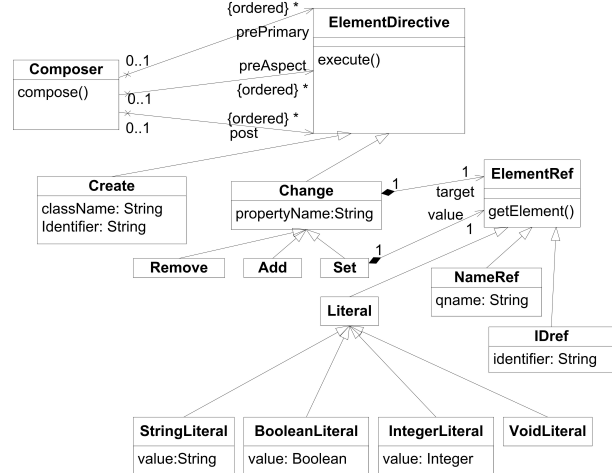 {ordered} *
ElementDirective
prePrimary
execute()
0..1
Composer
preAspect
compose()
0..1
{ordered} *
{ordered} *
0..1
post
Create
className: String
Identifier: String
Change
propertyName:String
1
1
target
ElementRef
getElement()
value
1
1
Remove
Add
Set
NameRef
qname: String
Literal
IDref
identifier: String
StringLiteral
value:String
BooleanLiteral
value: Boolean
IntegerLiteral
value: Integer
VoidLiteral